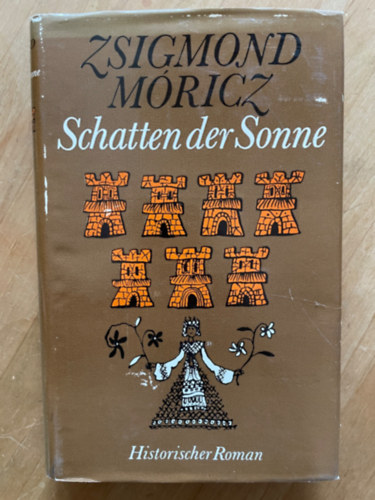 ZSIGMOND
MÓRICZ
Schatten der Sonne
Historischer Roman